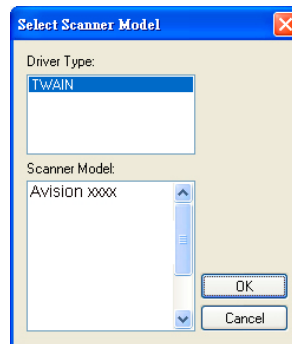 Select Scanner Model
Driver Type:
TWAIN
Scanner Model:
Avision xxxx
OK
Cancel